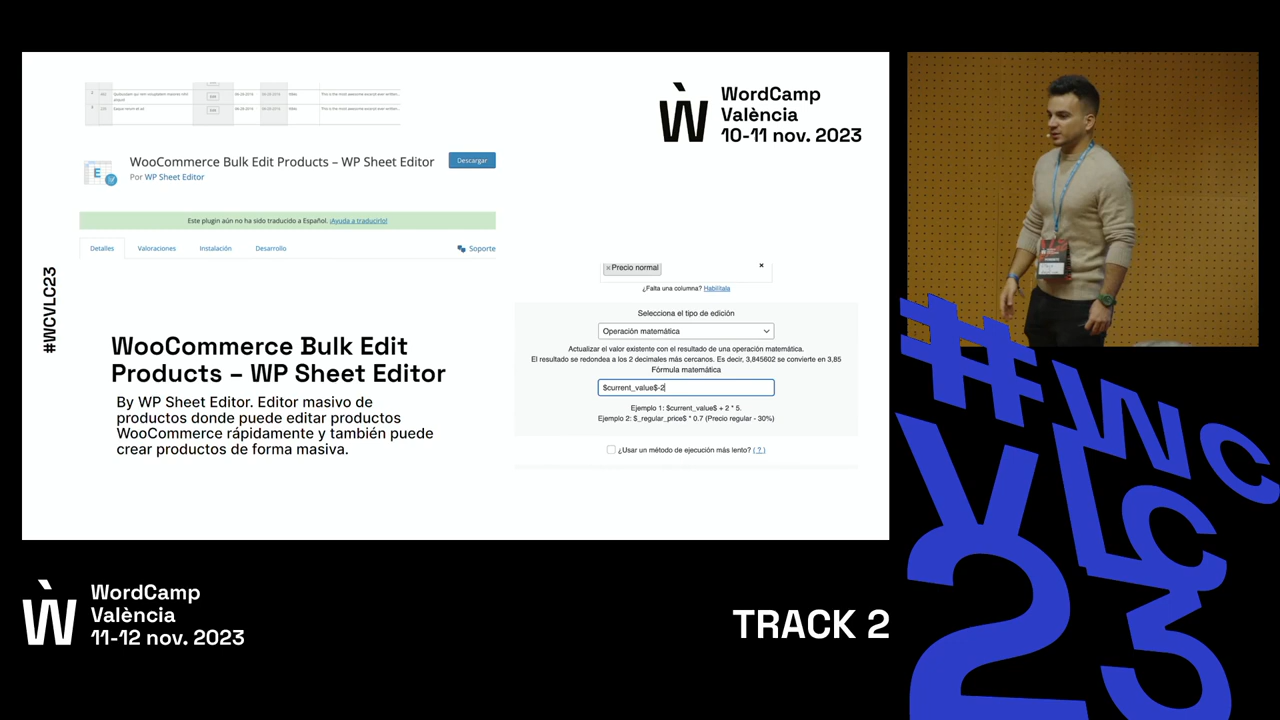 WordCamp
València
10-11 nov. 2023
WooCommerce Bulk Edit Products – WP Sheet Editor
Por WP Sheet Editor
Descargar
Este plugin aún no ha sido traducido a Español. ¡Ayuda a traducirlo!
Detalles
Valoraciones
Instalación
Desarrollo
Soporte
#WCVLC23
WooCommerce Bulk Edit
Products – WP Sheet Editor
By WP Sheet Editor. Editor masivo de
productos donde puede editar productos
WooCommerce rápidamente y también puede
crear productos de forma masiva.
×Precio normal
×
¿Falta una columna? Habilítala
Selecciona el tipo de edición
Operación matemática
Actualizar el valor existente con el resultado de una operación matemática.
El resultado se redondea a los 2 decimales más cercanos. Es decir, 3,845602 se convierte en 3,85
Fórmula matemática
$current_value$-2
Ejemplo 1: $current_value$ + 2 * 5.
Ejemplo 2: $_regular_price$ * 0.7 (Precio regular - 30%)
¿Usar un método de ejecución más lento? ( ? )
WordCamp
València
11-12 nov. 2023
TRACK 2
#WC
VLC
23